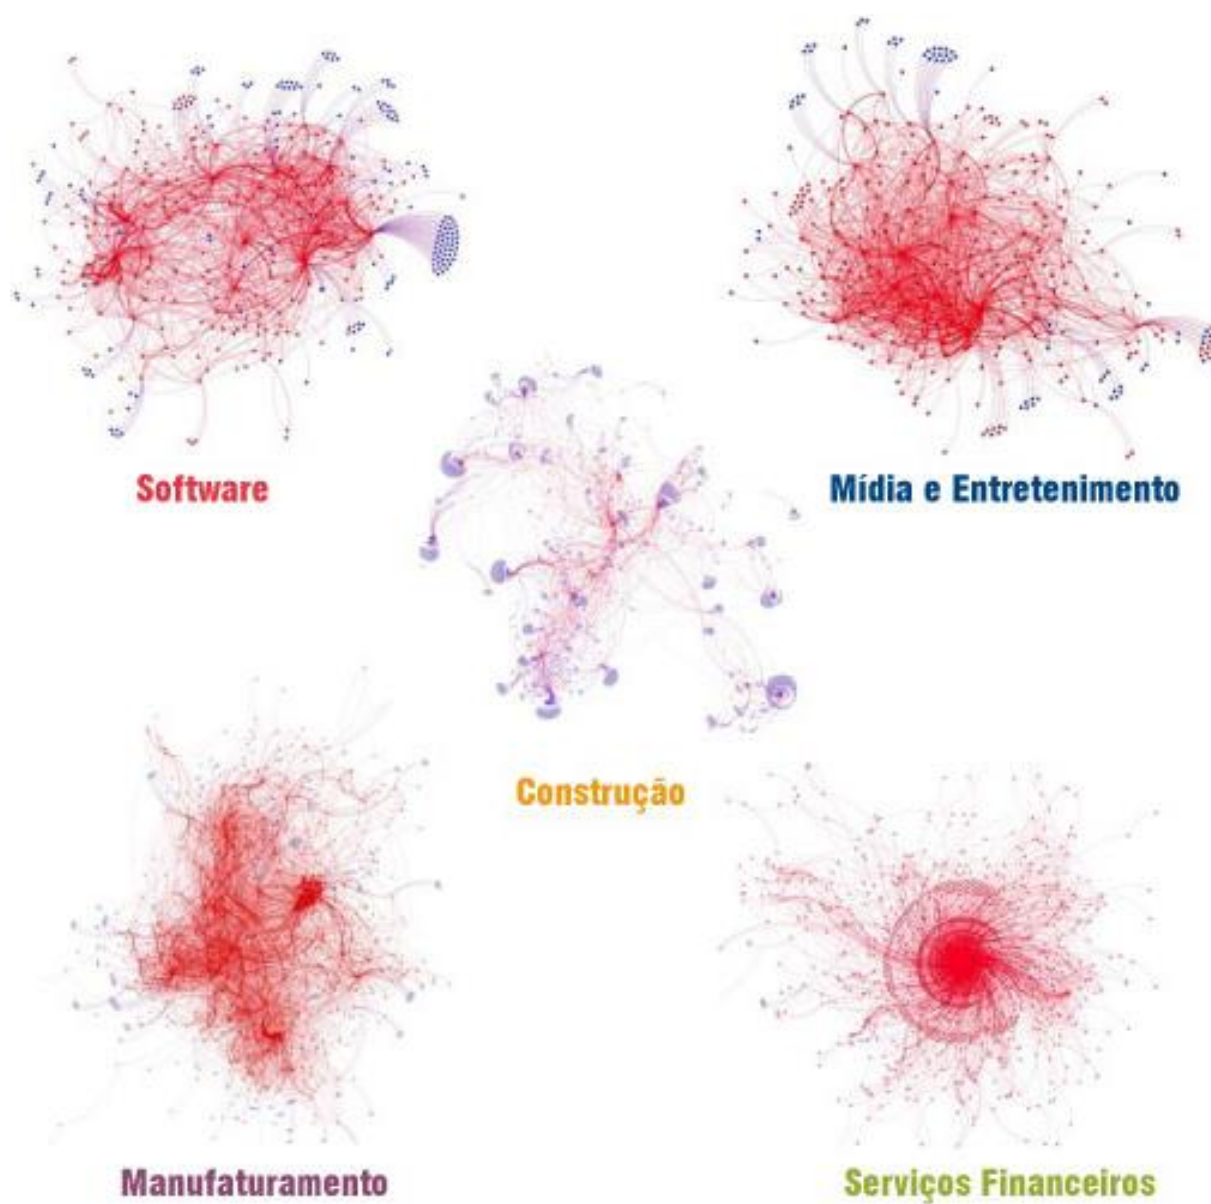 Software
Mídia e Entretenimento
Construção
Manufaturamento
Serviços Financeiros